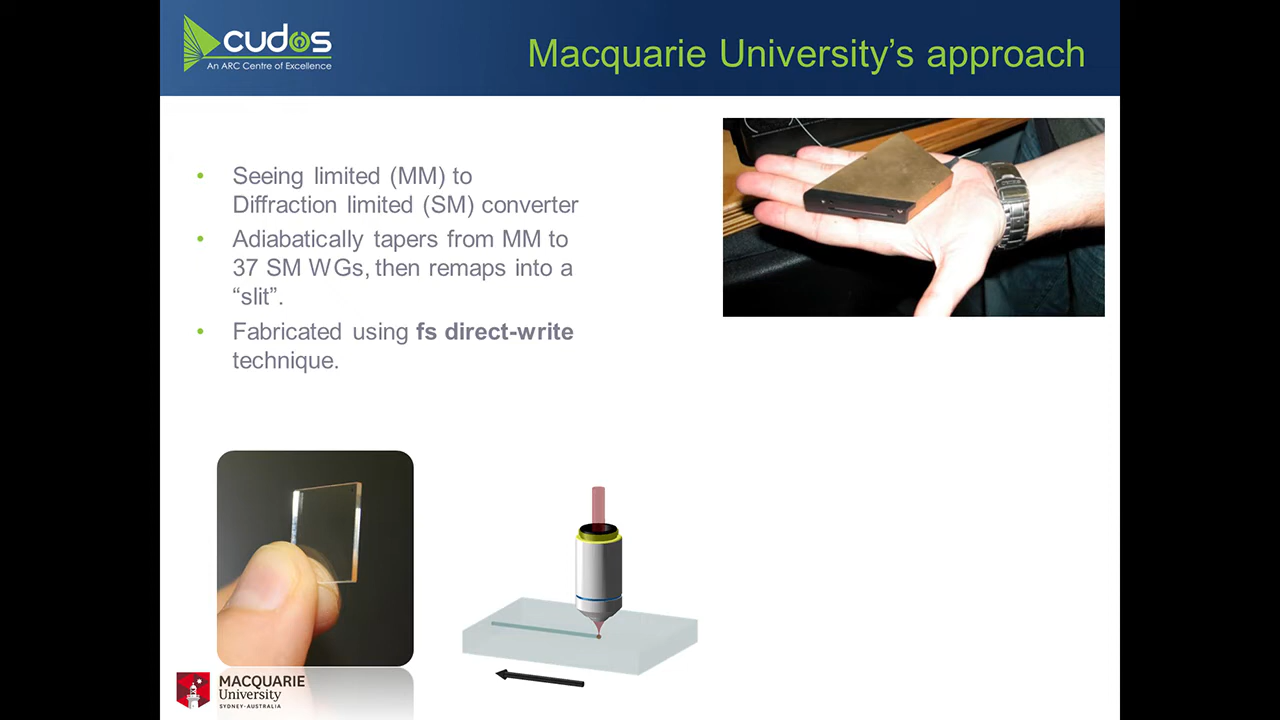 cudos
An ARC Centre of Excellence
Macquarie University's approach
• Seeing limited (MM) to
Diffraction limited (SM) converter
• Adiabatically tapers from MM to
37 SM WGs, then remaps into a
“slit”.
• Fabricated using fs direct-write
technique.
MACQUARIE
University
SYDNEY·AUSTRALIA